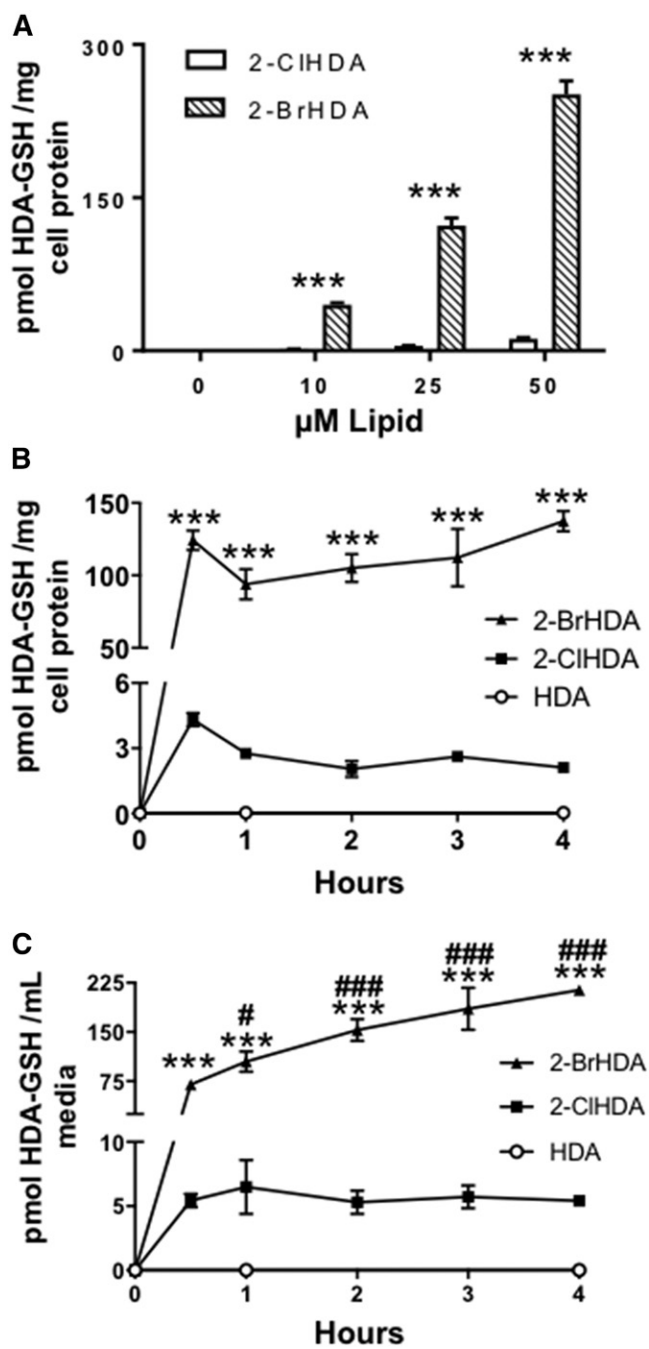 A
pmol HDA-GSH /mg
cell protein
300
150
0
2-ClHDA
2-BrHDA
***
***
***
0 10 25 50
µM Lipid
B
pmol HDA-GSH /mg
cell protein
150
100
50
6
3
0
*** *** *** *** ***
2-BrHDA
2-ClHDA
HDA
0 1 2 3 4
Hours
C
pmol HDA-GSH /mL
media
225
150
75
10
5
0
# ### ### ###
*** *** *** *** ***
2-BrHDA
2-ClHDA
HDA
0 1 2 3 4
Hours